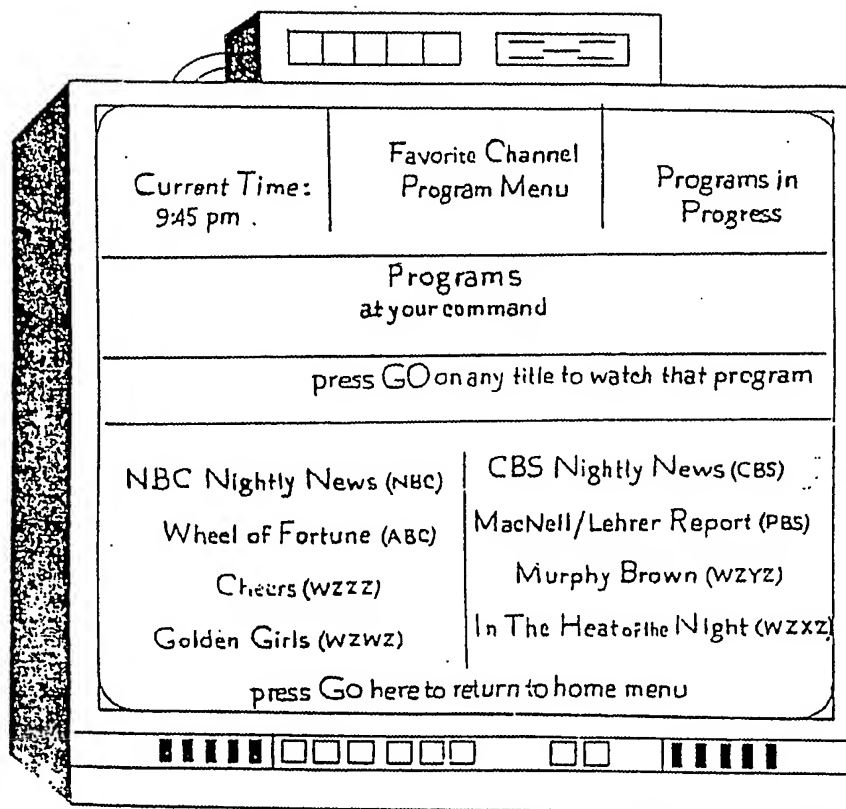 Current Time:
9:45 pm .
Favorite Channel
Program Menu
Programs in
Progress
Programs
at your command
press GO on any title to watch that program
NBC Nightly News (NBC)
Wheel of Fortune (ABC)
Cheers (WZZZ)
Golden Girls (WZWZ)
CBS Nightly News (CBS)
MacNeil/Lehrer Report (PBS)
Murphy Brown (WZYZ)
In The Heat of the Night (WZXZ)
press Go here to return to home menu